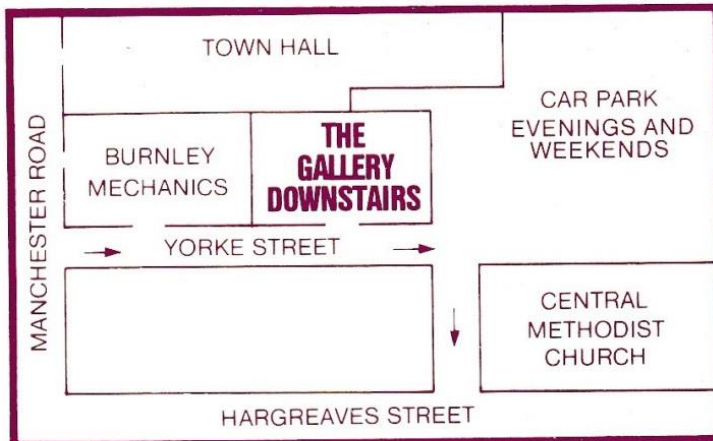 TOWN HALL
CAR PARK
EVENINGS AND
WEEKENDS
MANCHESTER ROAD
BURNLEY
MECHANICS
THE
GALLERY
DOWNSTAIRS
YORKE STREET
CENTRAL
METHODIST
CHURCH
HARGREAVES STREET